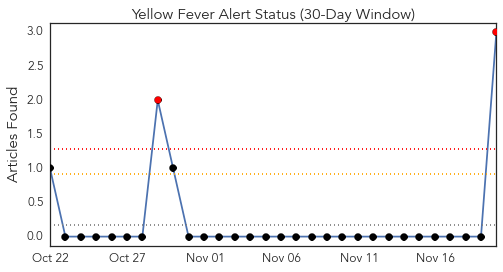 Yellow Fever Alert Status (30-Day Window)
Articles Found
3.0
2.5
2.0
1.5
1.0
0.5
0.0
Oct 22 Oct 27 Nov 01 Nov 06 Nov 11 Nov 16